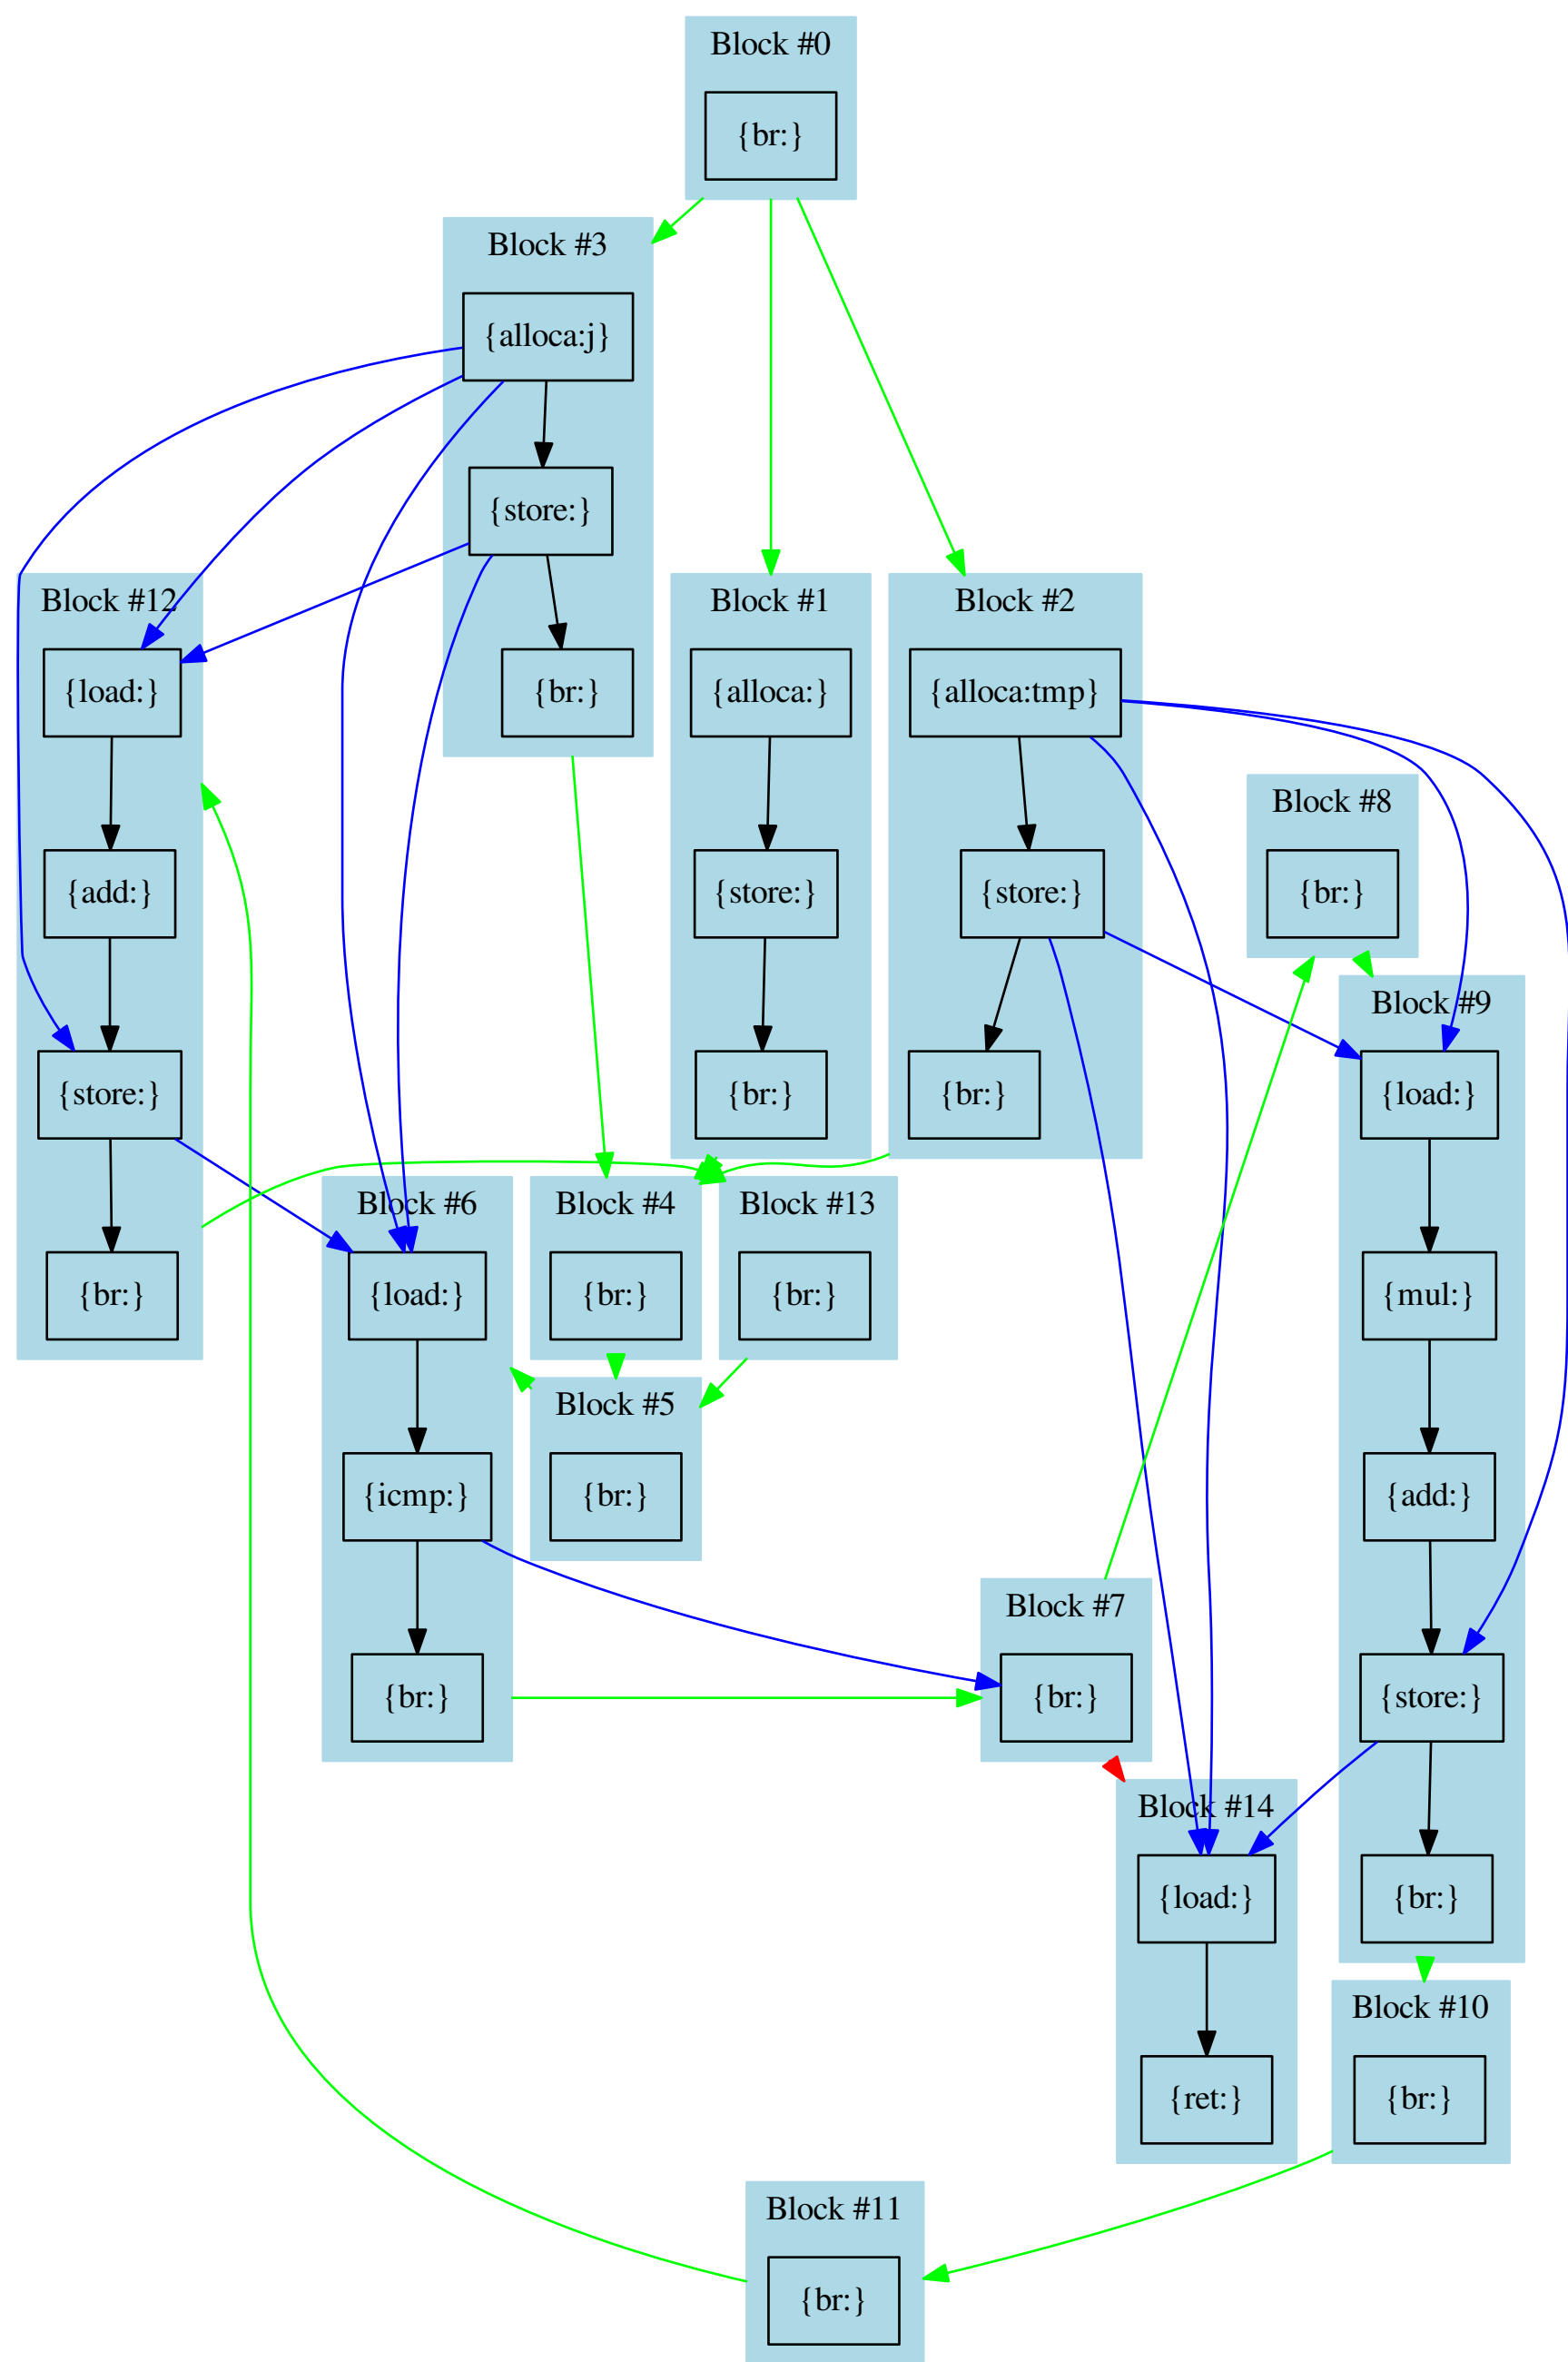 Block #0
{br:}
Block #3
{alloca:j}
{store:}
{br:}
Block #12
{load:}
{add:}
{store:}
{br:}
Block #1
{alloca:}
{store:}
{br:}
Block #2
{alloca:tmp}
{store:}
{br:}
Block #8
{br:}
Block #9
{load:}
{mul:}
{add:}
{store:}
{br:}
Block #6
{load:}
{icmp:}
{br:}
Block #4
{br:}
Block #13
{br:}
Block #5
{br:}
Block #7
{br:}
Block #14
{load:}
{ret:}
Block #10
{br:}
Block #11
{br:}